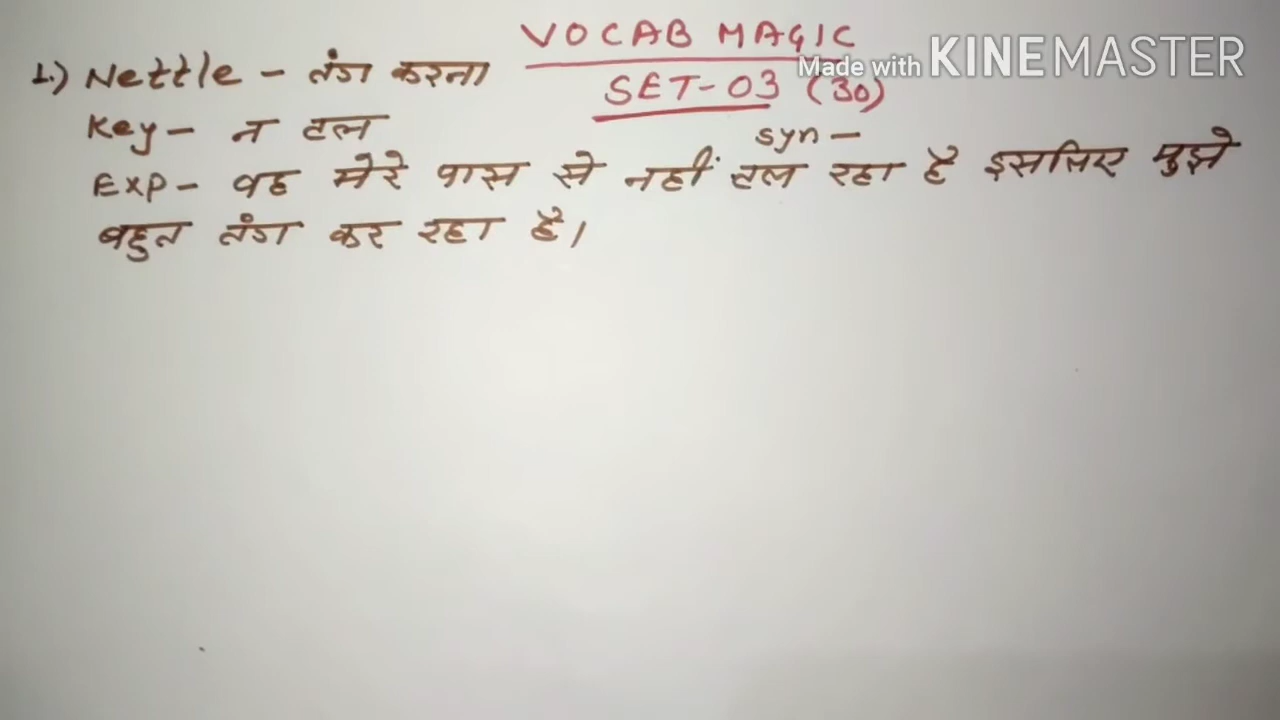 VOCAB MAGIC
Made with KINEMASTER
SET-03 (30)
1.) Nettle - तंग करना
Key - न टल
syn -
Exp - वह मेरे पास से नहीं टल रहा है इसलिए मुझे
बहुत तंग कर रहा है।